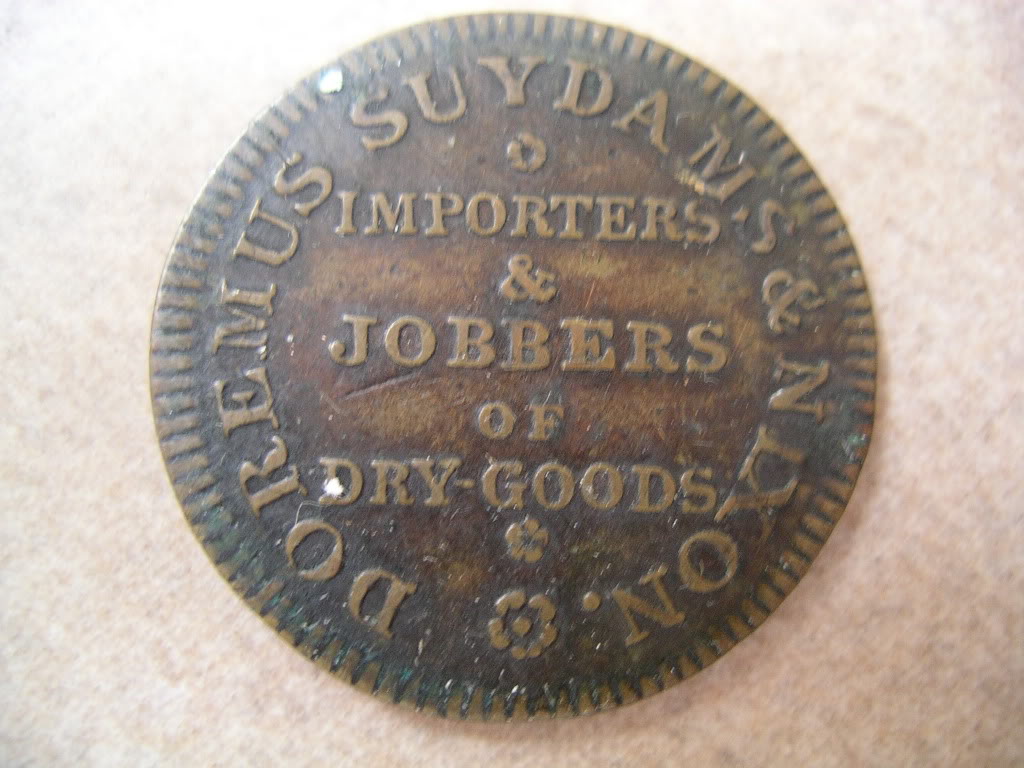 DOREMUS SUYDAMS & NIXON.
IMPORTERS
&
JOBBERS
OF
DRY-GOODS